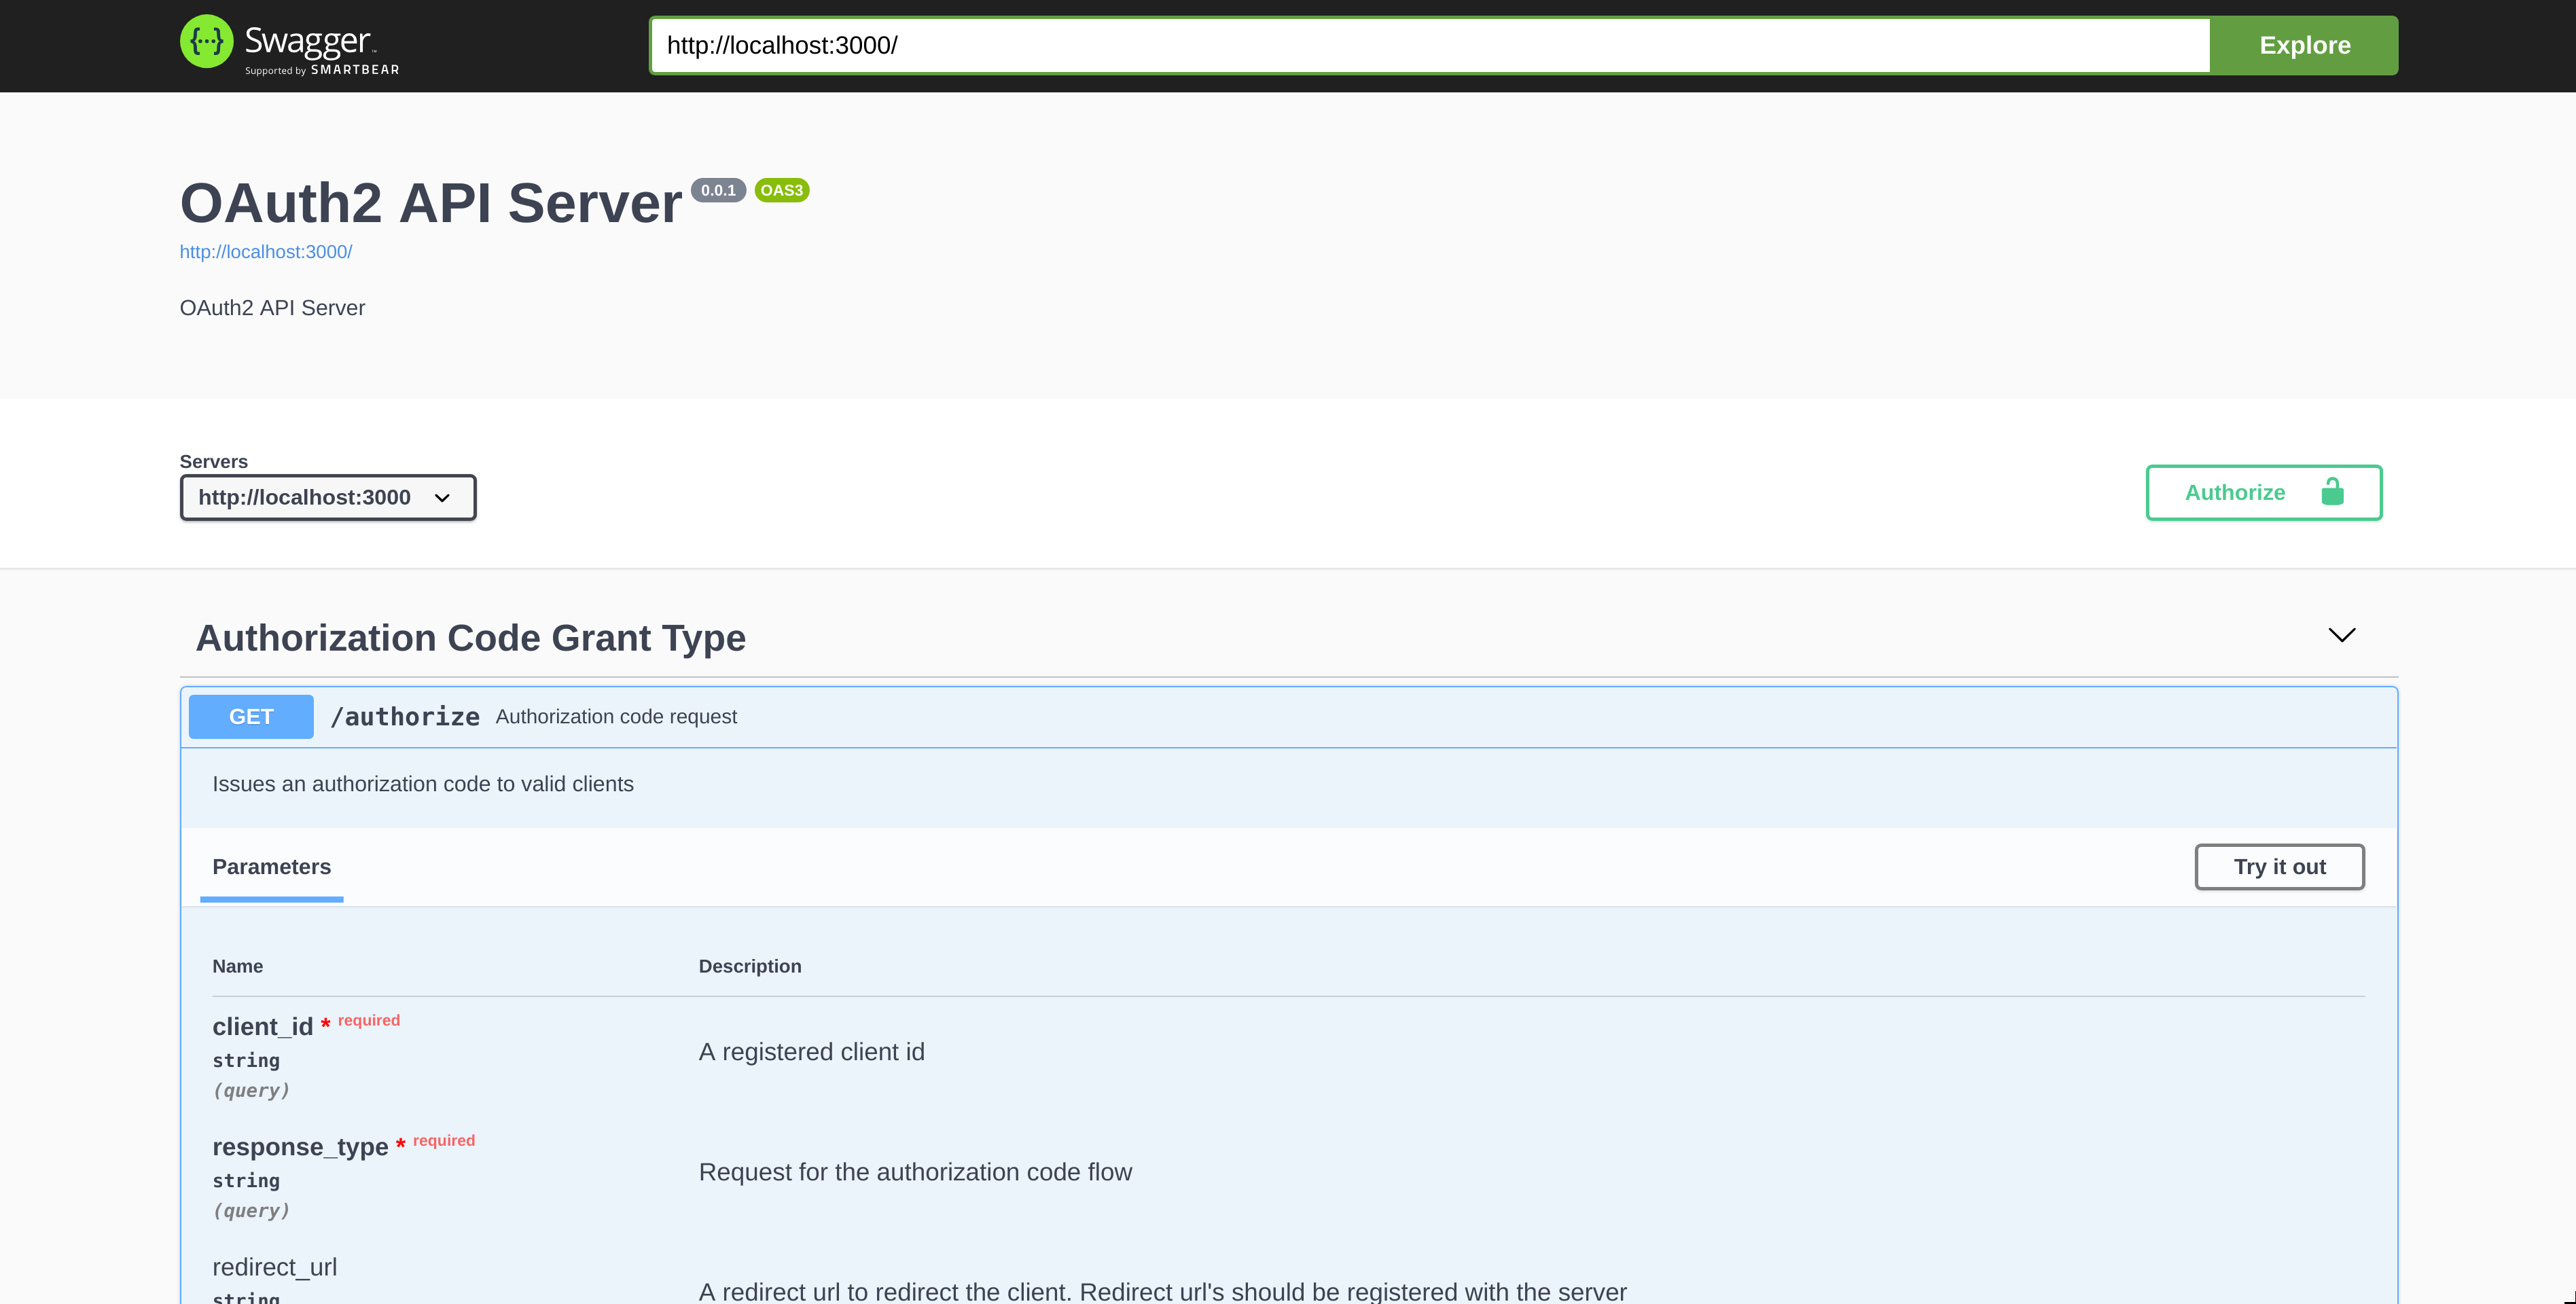 Swagger™
Supported by SMARTBEAR
http://localhost:3000/
Explore
OAuth2 API Server 0.0.1 OAS3
http://localhost:3000/
OAuth2 API Server
Servers
http://localhost:3000
Authorize
Authorization Code Grant Type
GET /authorize Authorization code request
Issues an authorization code to valid clients
Parameters
Try it out
Name Description
client_id * required
string
(query)
A registered client id
response_type * required
string
(query)
Request for the authorization code flow
redirect_url
string
A redirect url to redirect the client. Redirect url's should be registered with the server